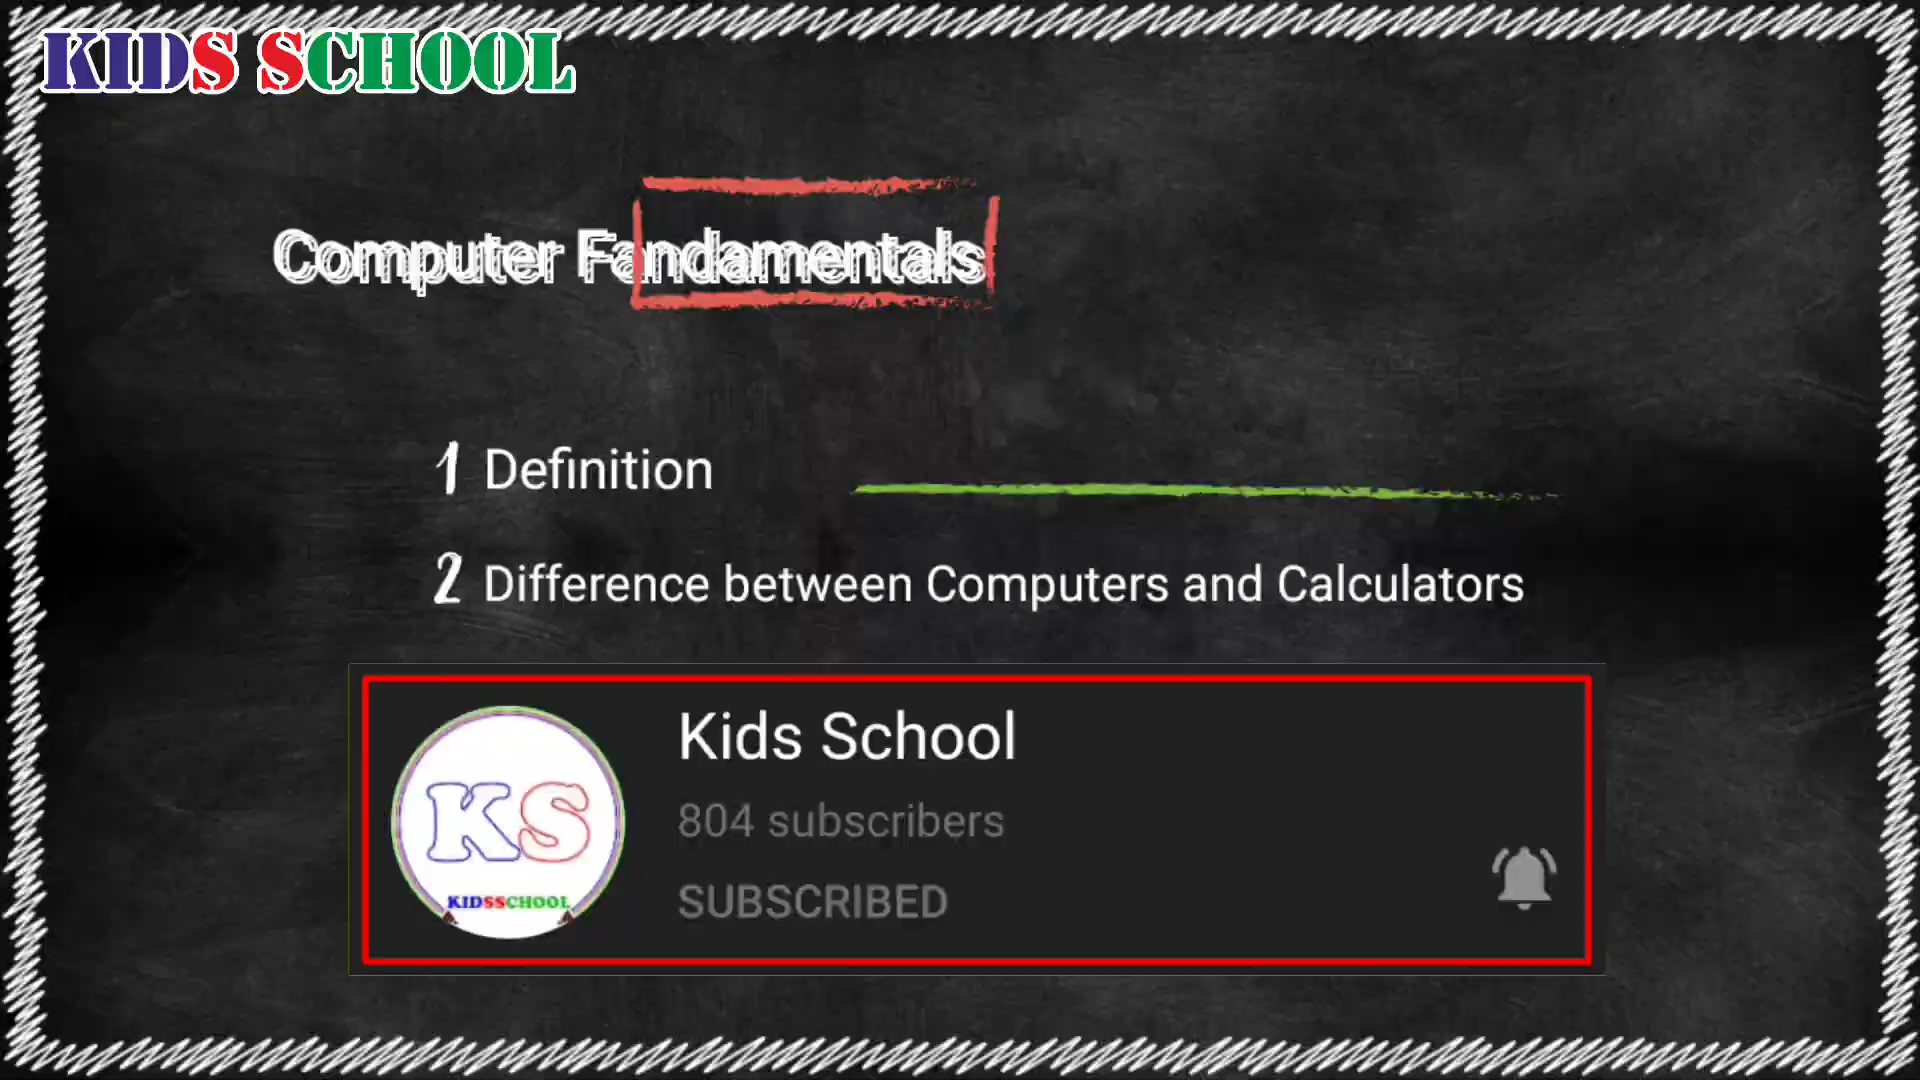 KIDS SCHOOL
Computer Fandamentals
1 Definition
2 Difference between Computers and Calculators
Kids School
804 subscribers
SUBSCRIBED
KS
KIDSSCHOOL